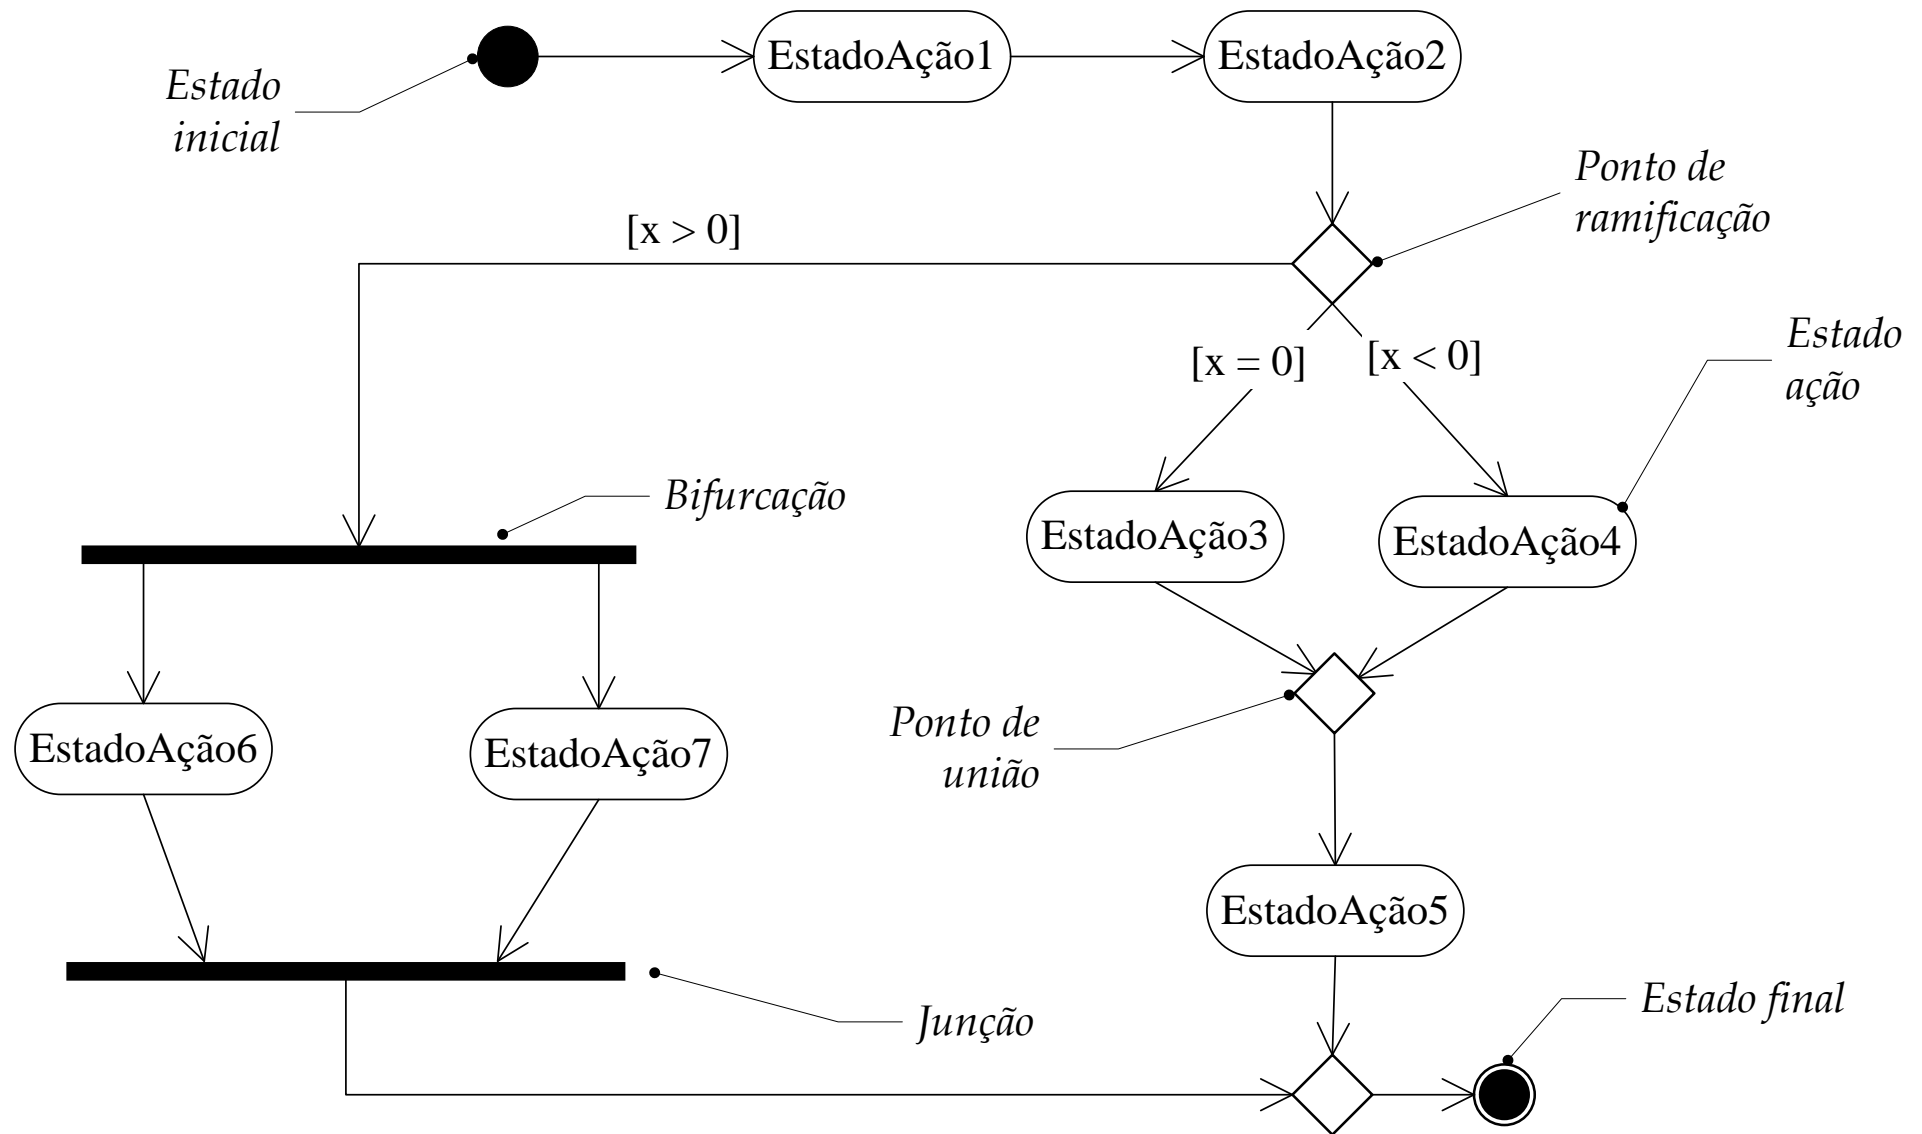 EstadoAção1
EstadoAção2
Estado
inicial
Ponto de
ramificação
[x > 0]
Estado
ação
[x = 0]
[x < 0]
Bifurcação
EstadoAção3
EstadoAção4
Ponto de
união
EstadoAção6
EstadoAção7
EstadoAção5
Junção
Estado final